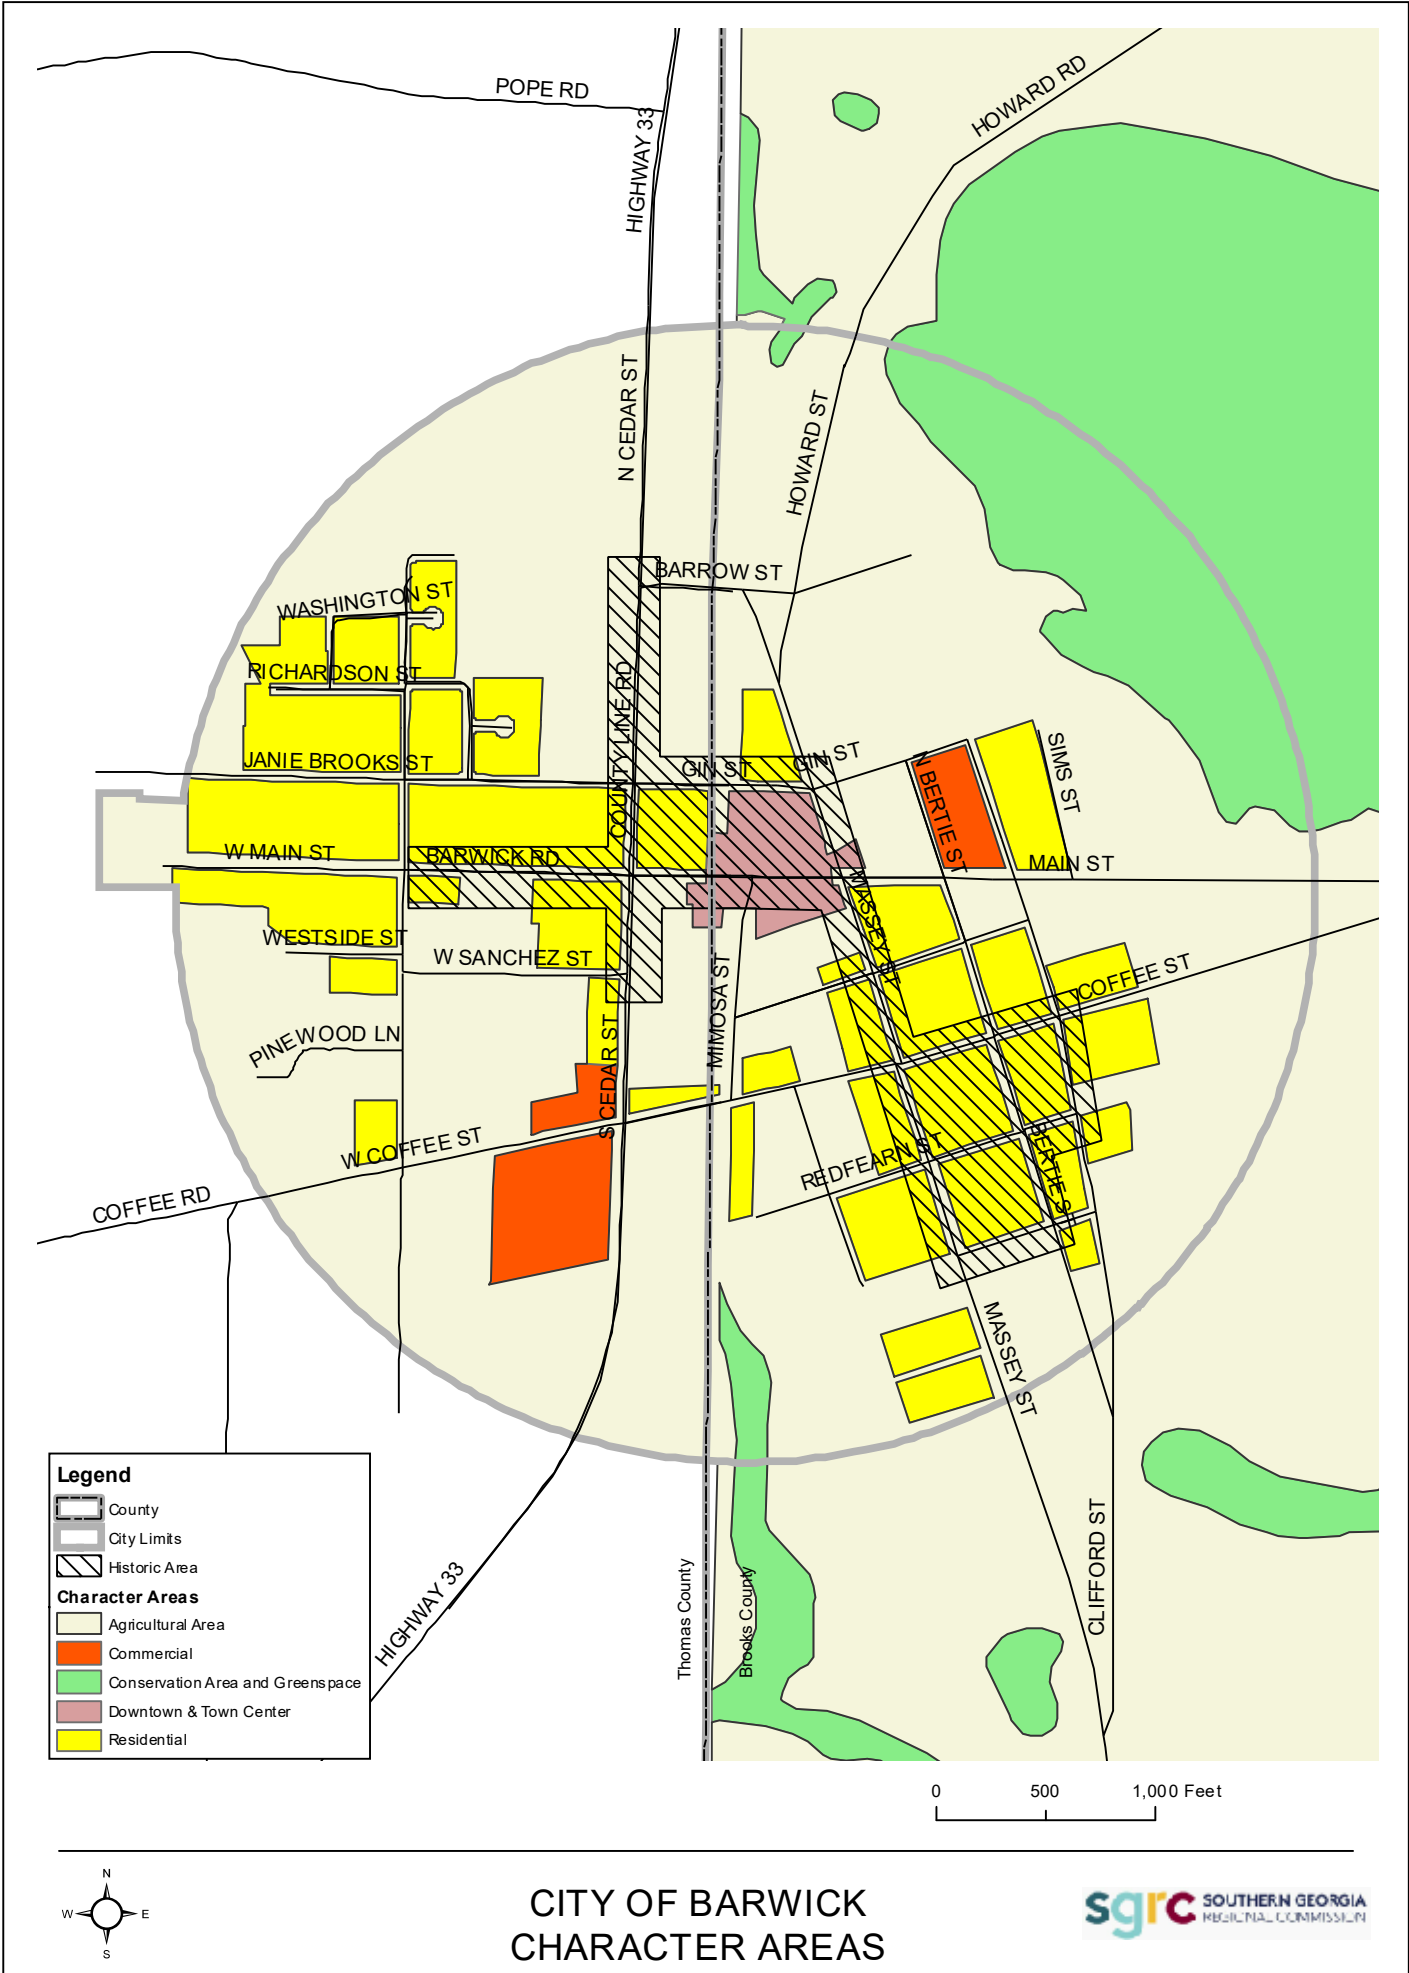 POPE RD
HOWARD RD
HIGHWAY 33
N CEDAR ST
HOWARD ST
BARROW ST
WASHINGTON ST
RICHARDSON ST
COUNTY LINE RD
JANIE BROOKS ST
GIN ST
GIN ST
SIMS ST
N BERTIE ST
W MAIN ST
BARWICK RD
MAIN ST
MASSEY ST
WESTSIDE ST
W SANCHEZ ST
MIMOSA ST
COFFEE ST
PINEWOOD LN
S CEDAR ST
W COFFEE ST
REDFEARN ST
BERTIE ST
COFFEE RD
MASSEY ST
CLIFFORD ST
HIGHWAY 33
Thomas County
Brooks County
Legend
County
City Limits
Historic Area
Character Areas
Agricultural Area
Commercial
Conservation Area and Greenspace
Downtown & Town Center
Residential
0 500 1,000 Feet
N
W E
S
CITY OF BARWICK
CHARACTER AREAS
sgrc SOUTHERN GEORGIA
REGIONAL COMMISSION